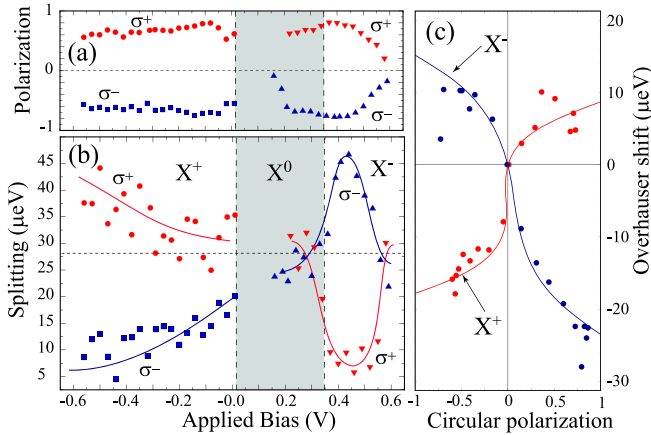 (a)
σ+
σ+
σ−
σ−
Polarization
1
0
-1
(b)
X+
X0
X-
σ+
σ−
σ−
σ+
Splitting (µeV)
45
40
35
30
25
20
15
10
5
-0.6
-0.4
-0.2
-0.0
0.2
0.4
0.6
Applied Bias (V)
(c)
X-
X+
Overhauser shift (µeV)
20
10
0
-10
-20
-30
-1
-0.5
0
0.5
1
Circular polarization